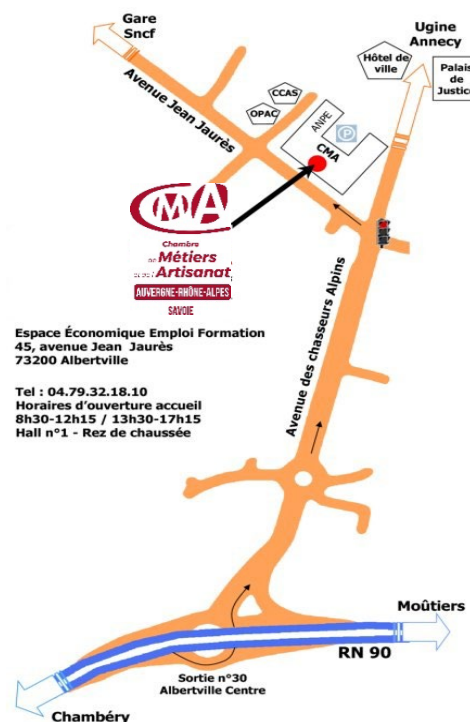 Gare
Sncf
Ugine
Annecy
Hôtel de
ville
Palais
de
Justice
Avenue Jean Jaurès
CCAS
OPAC
ANPE
P
CMA
CMA
Chambre
de Métiers
et de l'Artisanat
AUVERGNE-RHÔNE-ALPES
SAVOIE
Espace Économique Emploi Formation
45, avenue Jean Jaurès
73200 Albertville
Tel : 04.79.32.18.10
Horaires d'ouverture accueil
8h30-12h15 / 13h30-17h15
Hall n°1 - Rez de chaussée
Avenue des chasseurs Alpins
Moûtiers
RN 90
Sortie n°30
Albertville Centre
Chambéry